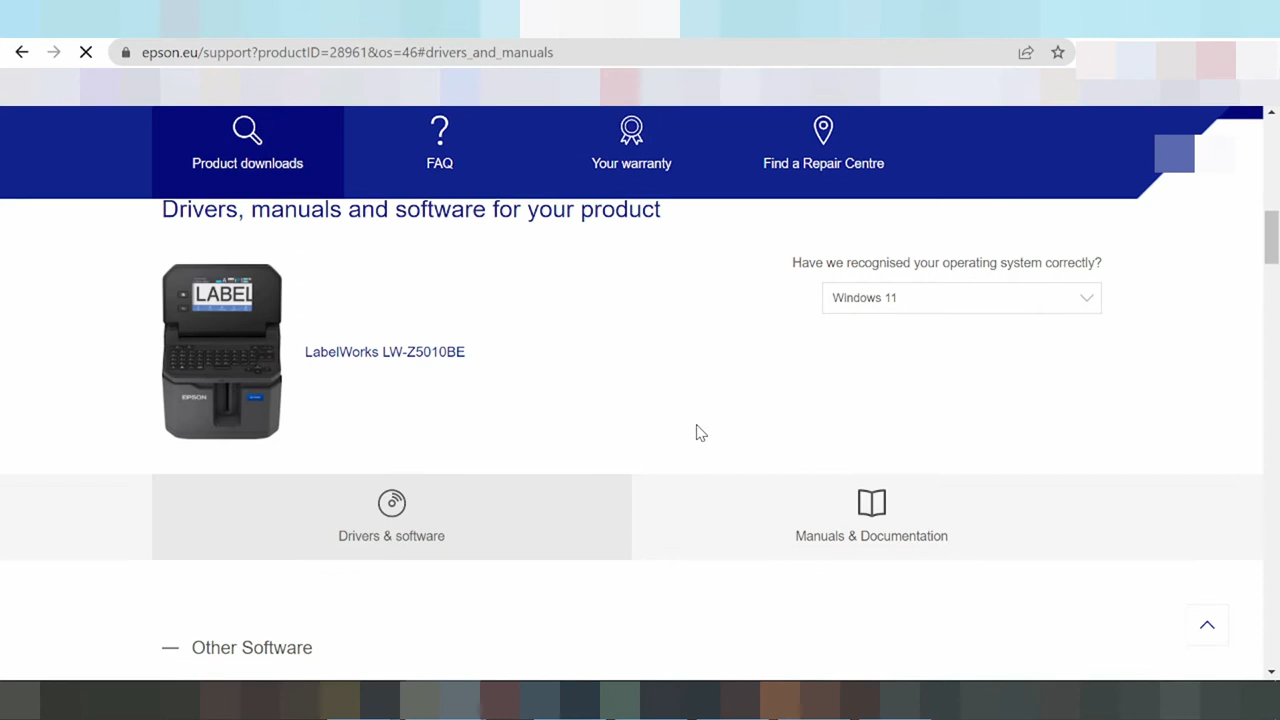 epson.eu/support?productID=28961&os=46#drivers_and_manuals
Product downloads
FAQ
Your warranty
Find a Repair Centre
Drivers, manuals and software for your product
Have we recognised your operating system correctly?
Windows 11
LABEL
EPSON
LabelWorks LW-Z5010BE
Drivers & software
Manuals & Documentation
— Other Software